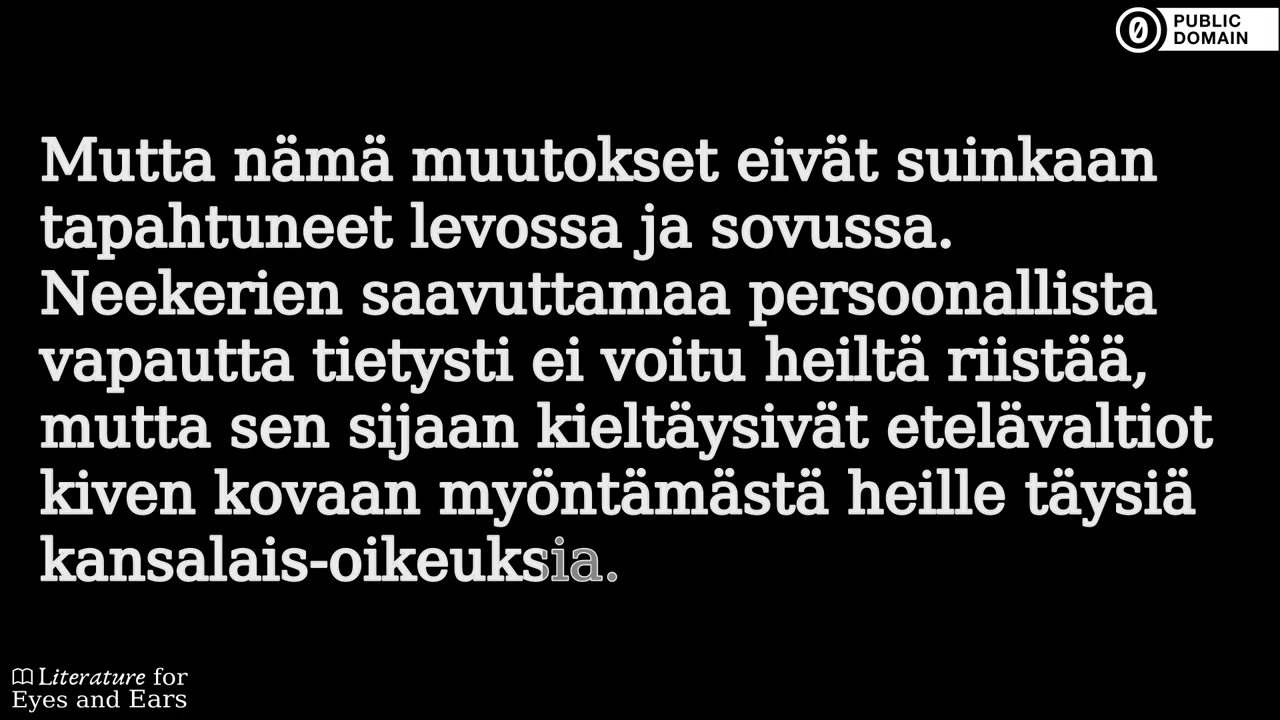 PUBLIC
DOMAIN
Mutta nämä muutokset eivät suinkaan
tapahtuneet levossa ja sovussa.
Neekerien saavuttamaa persoonallista
vapautta tietysti ei voitu heiltä riistää,
mutta sen sijaan kieltäysivät etelävaltiot
kiven kovaan myöntämästä heille täysiä
kansalais-oikeuksia.
Literature for
Eyes and Ears